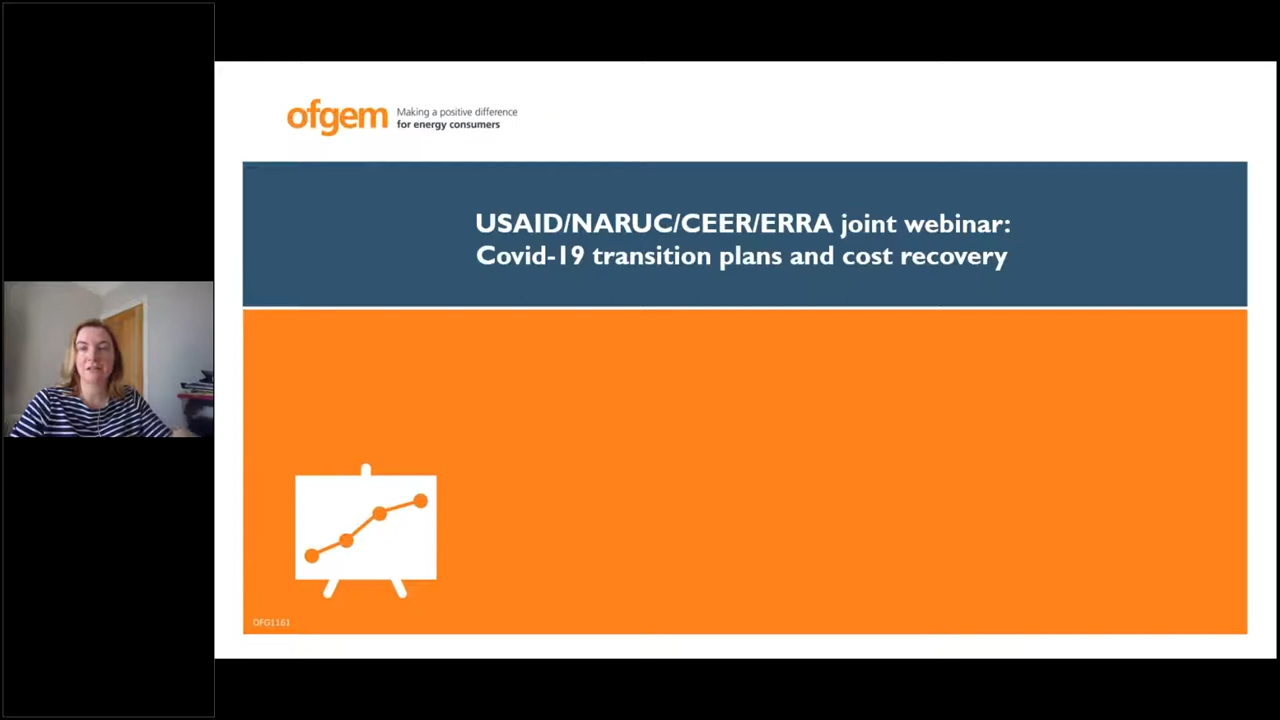 ofgem
Making a positive difference
for energy consumers
USAID/NARUC/CEER/ERRA joint webinar:
Covid-19 transition plans and cost recovery
OFG1161